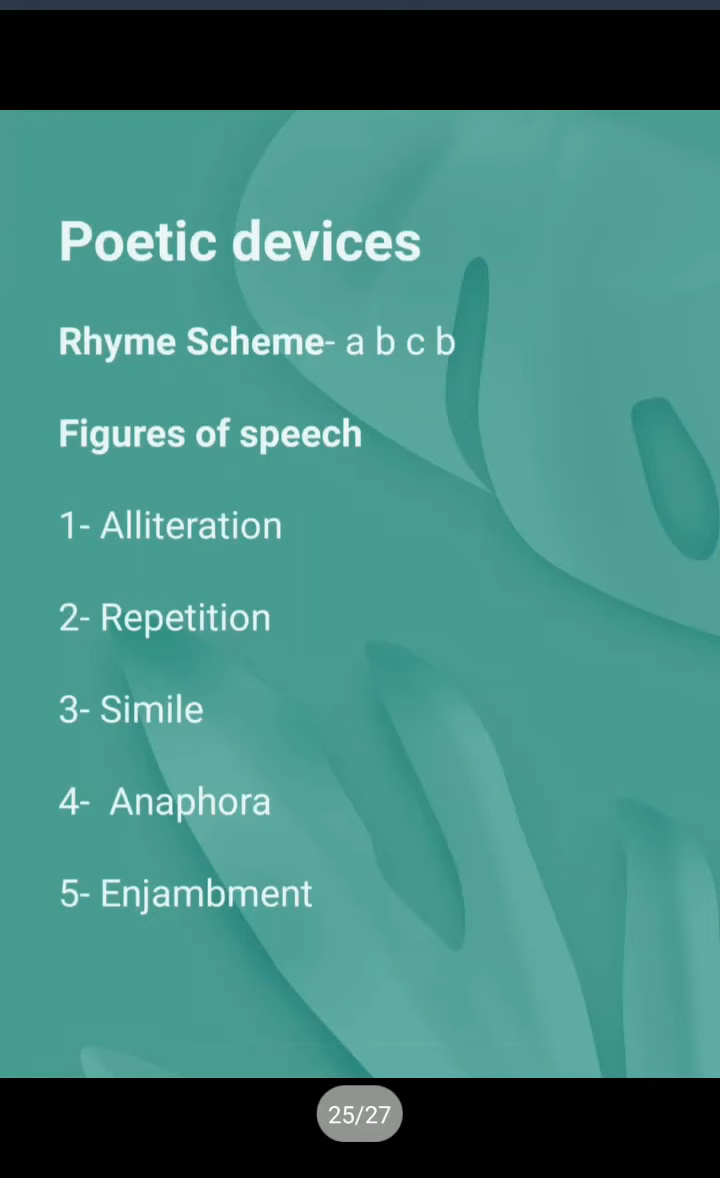 Poetic devices
Rhyme Scheme- a b c b
Figures of speech
1- Alliteration
2- Repetition
3- Simile
4- Anaphora
5- Enjambment
25/27